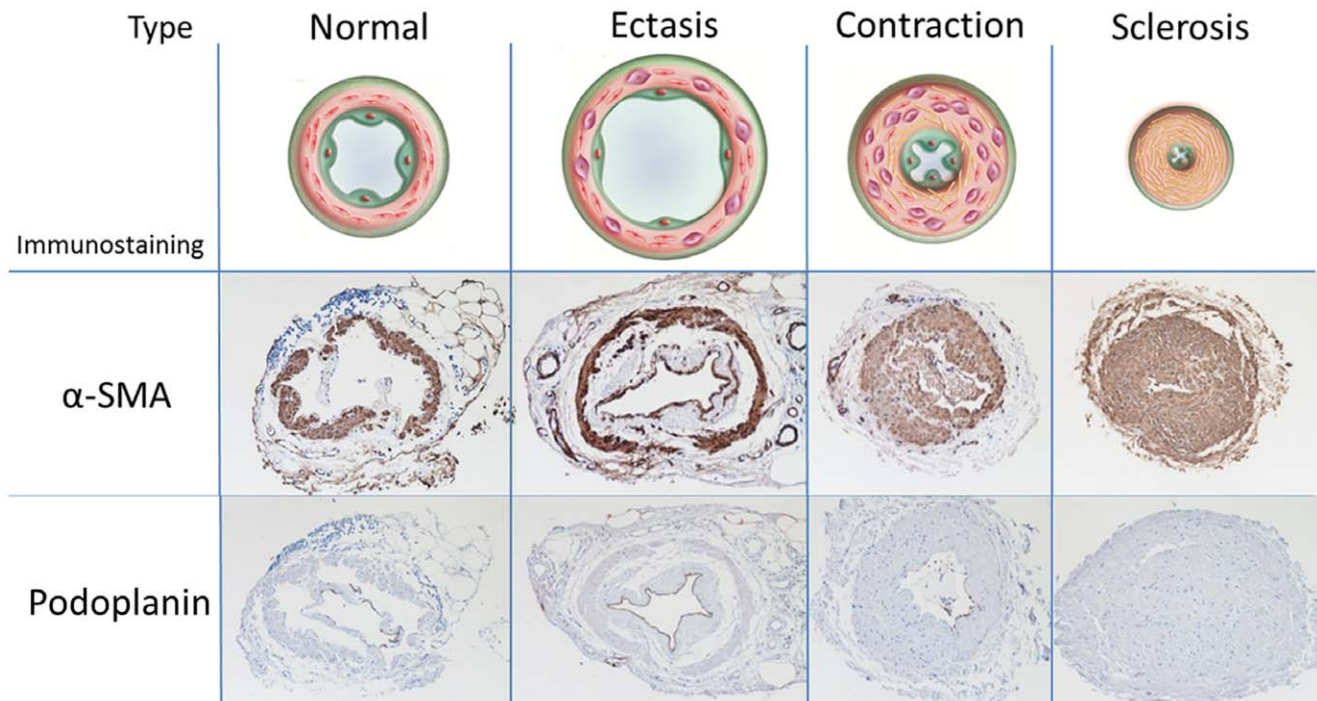 Type Normal Ectasis Contraction Sclerosis
Immunostaining
α-SMA
Podoplanin